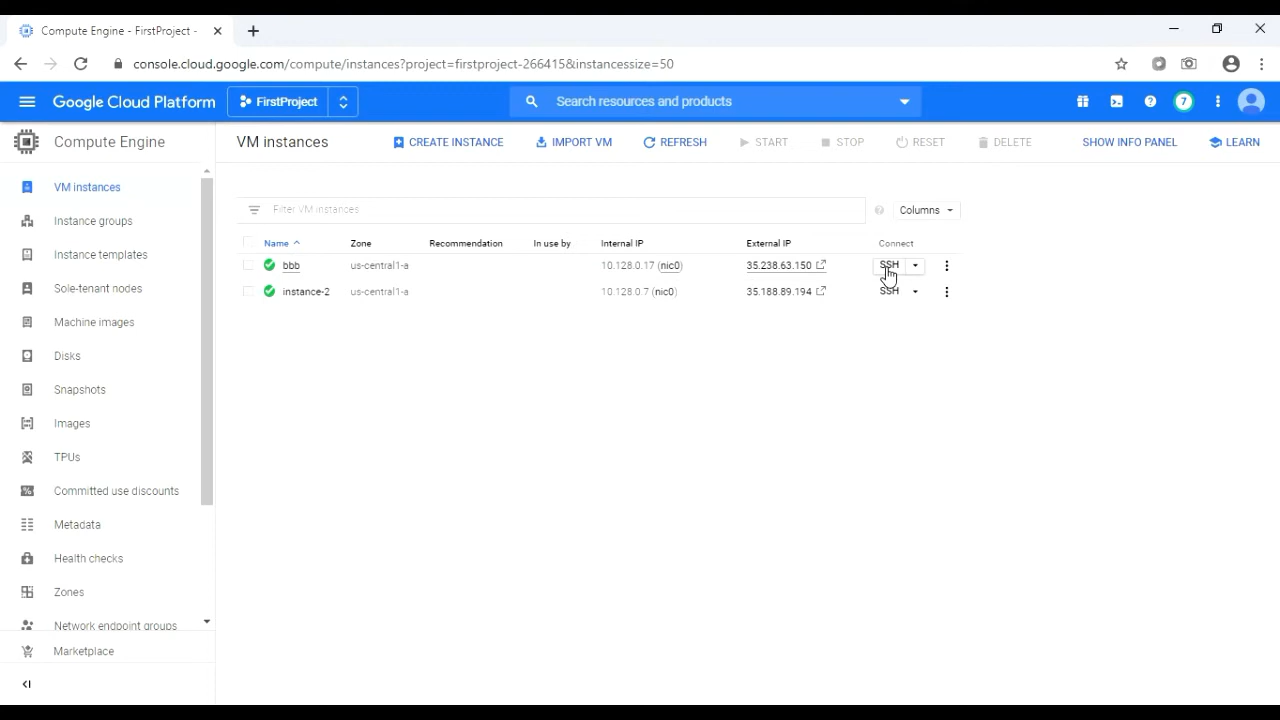 Compute Engine - FirstProject -
console.cloud.google.com/compute/instances?project=firstproject-266415&instancessize=50
Google Cloud Platform
FirstProject
Search resources and products
7
Compute Engine
VM instances
CREATE INSTANCE
IMPORT VM
REFRESH
START
STOP
RESET
DELETE
SHOW INFO PANEL
LEARN
VM instances
Instance groups
Instance templates
Sole-tenant nodes
Machine images
Disks
Snapshots
Images
TPUs
Committed use discounts
Metadata
Health checks
Zones
Network endpoint groups
Marketplace
Filter VM instances
Columns
Name Zone Recommendation In use by Internal IP External IP Connect
bbb us-central1-a 10.128.0.17 (nic0) 35.238.63.150 SSH
instance-2 us-central1-a 10.128.0.7 (nic0) 35.188.89.194 SSH